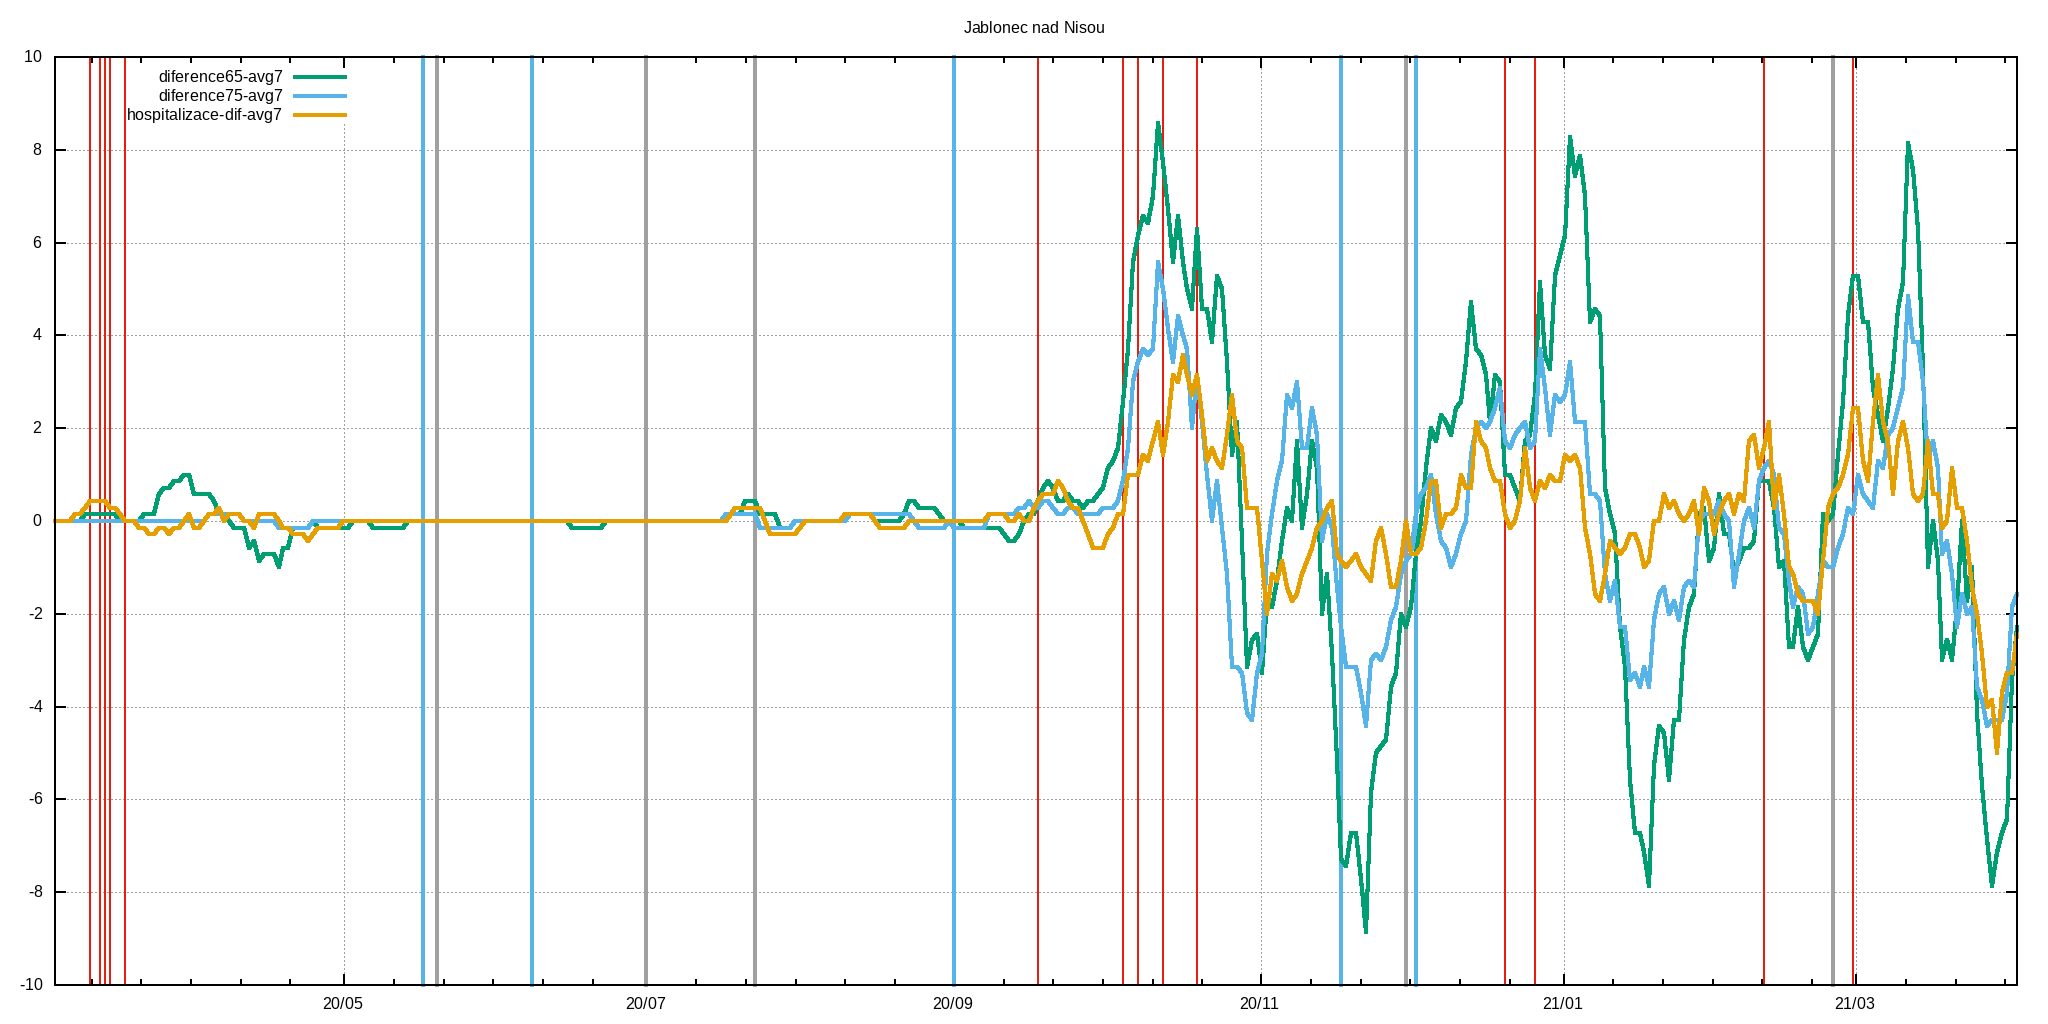 Jablonec nad Nisou
diference65-avg7
diference75-avg7
hospitalizace-dif-avg7
10
8
6
4
2
0
-2
-4
-6
-8
-10
20/05 20/07 20/09 20/11 21/01 21/03